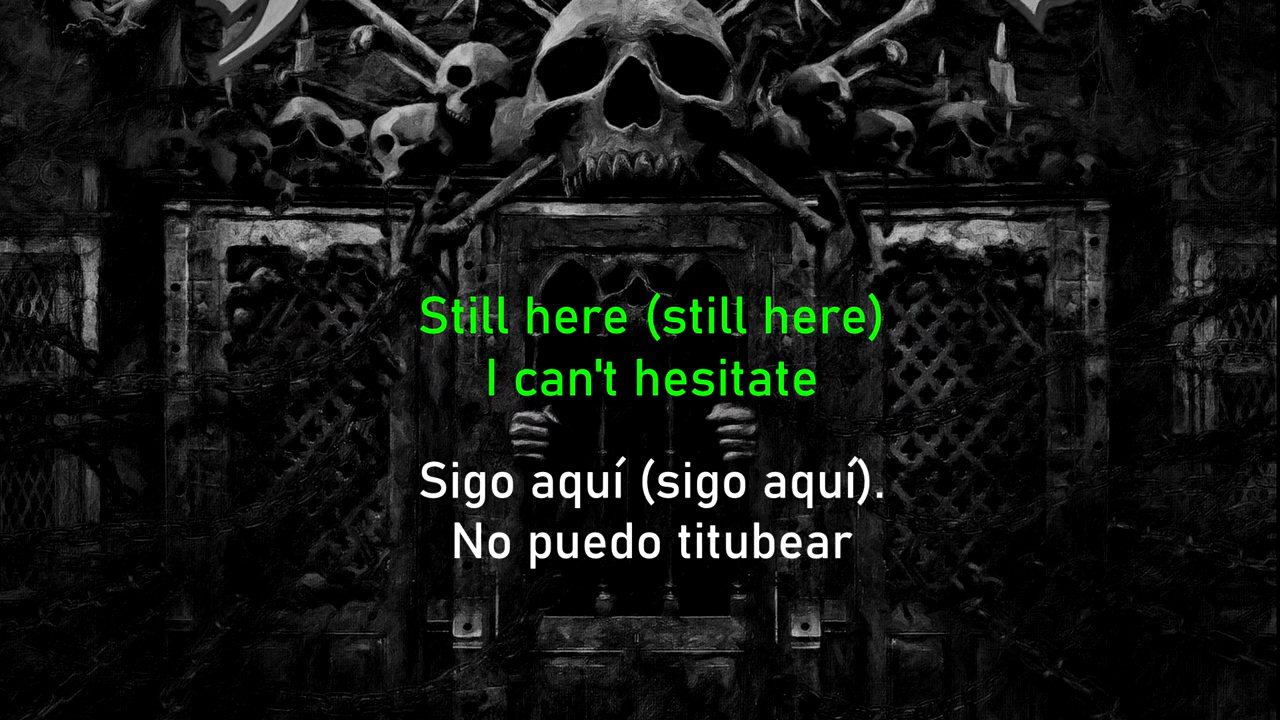 Still here (still here)
I can't hesitate
Sigo aquí (sigo aquí).
No puedo titubear